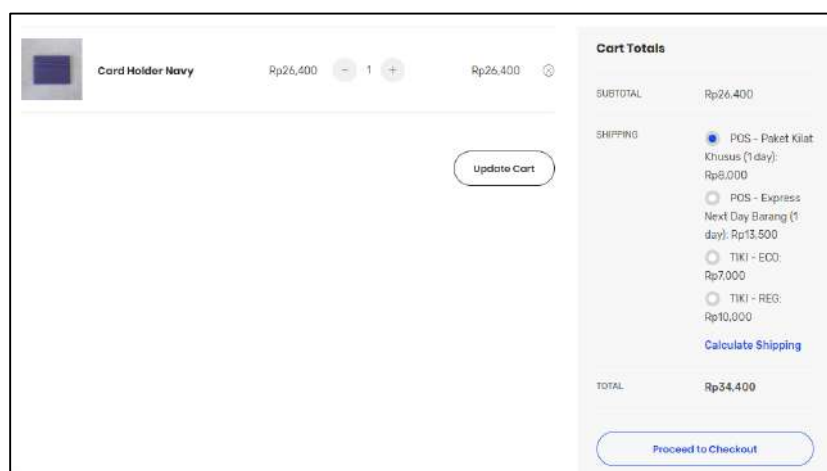 Card Holder Navy Rp26,400 - 1 + Rp26,400
Update Cart
Cart Totals
SUBTOTAL Rp26,400
SHIPPING POS - Paket Kilat
Khusus (1 day):
Rp8,000
POS - Express
Next Day Barang (1
day): Rp13,500
TIKI - ECO:
Rp7,000
TIKI - REG:
Rp10,000
Calculate Shipping
TOTAL Rp34,400
Proceed to Checkout